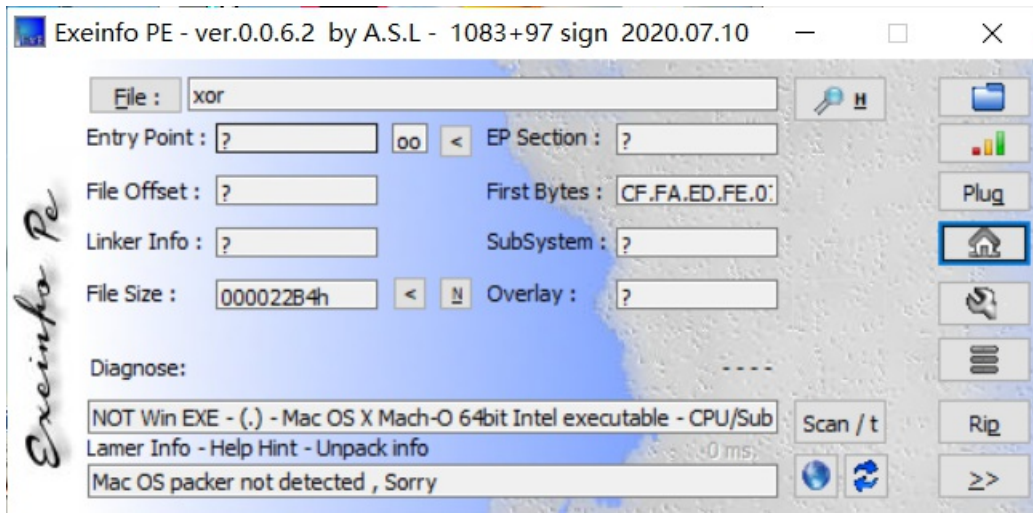 Exeinfo PE - ver.0.0.6.2 by A.S.L - 1083+97 sign 2020.07.10
File : xor H
Entry Point : ? oo < EP Section : ?
File Offset : ? First Bytes : CF.FA.ED.FE.0
Plug
Linker Info : ? SubSystem : ?
File Size : 000022B4h < N Overlay : ?
Exeinfo Pe
Diagnose: - - - -
NOT Win EXE - (.) - Mac OS X Mach-O 64bit Intel executable - CPU/Sub Scan / t Rip
Lamer Info - Help Hint - Unpack info 0 ms.
Mac OS packer not detected , Sorry >>